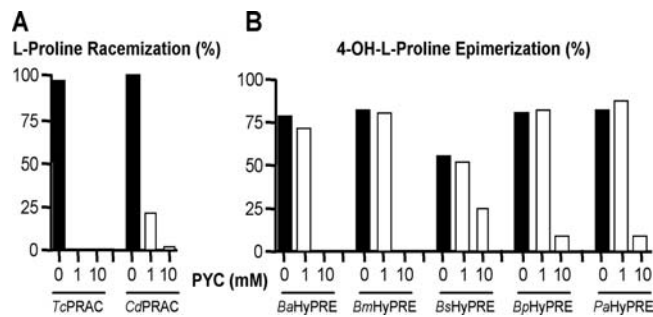 A
L-Proline Racemization (%)
100
75
50
25
0
0 1 10 0 1 10
TcPRAC CdPRAC
B
4-OH-L-Proline Epimerization (%)
100
75
50
25
0
PYC (mM) 0 1 10 0 1 10 0 1 10 0 1 10 0 1 10
BaHyPRE BmHyPRE BsHyPRE BpHyPRE PaHyPRE